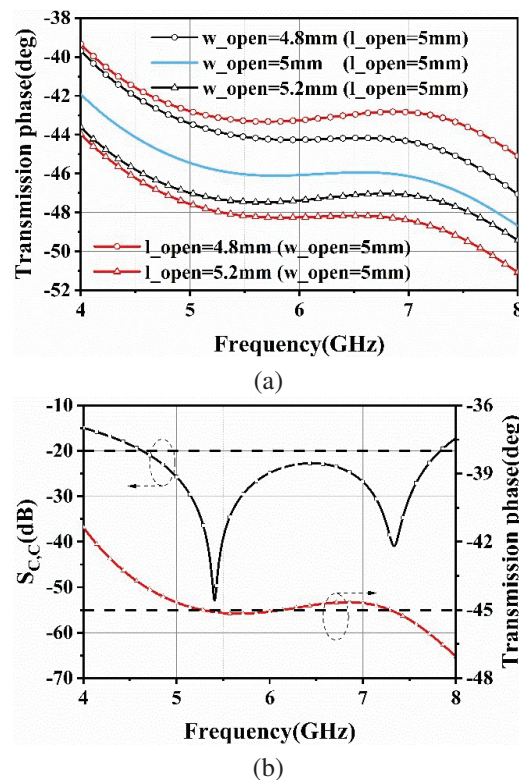 -38
-40
-42
-44
-46
-48
-50
-52
Transmission phase(deg)
w_open=4.8mm (l_open=5mm)
w_open=5mm (l_open=5mm)
w_open=5.2mm (l_open=5mm)
l_open=4.8mm (w_open=5mm)
l_open=5.2mm (w_open=5mm)
4 5 6 7 8
Frequency(GHz)
(a)
-10
-20
-30
-40
-50
-60
-70
S_C,C(dB)
-36
-39
-42
-45
-48
Transmission phase(deg)
4 5 6 7 8
Frequency(GHz)
(b)